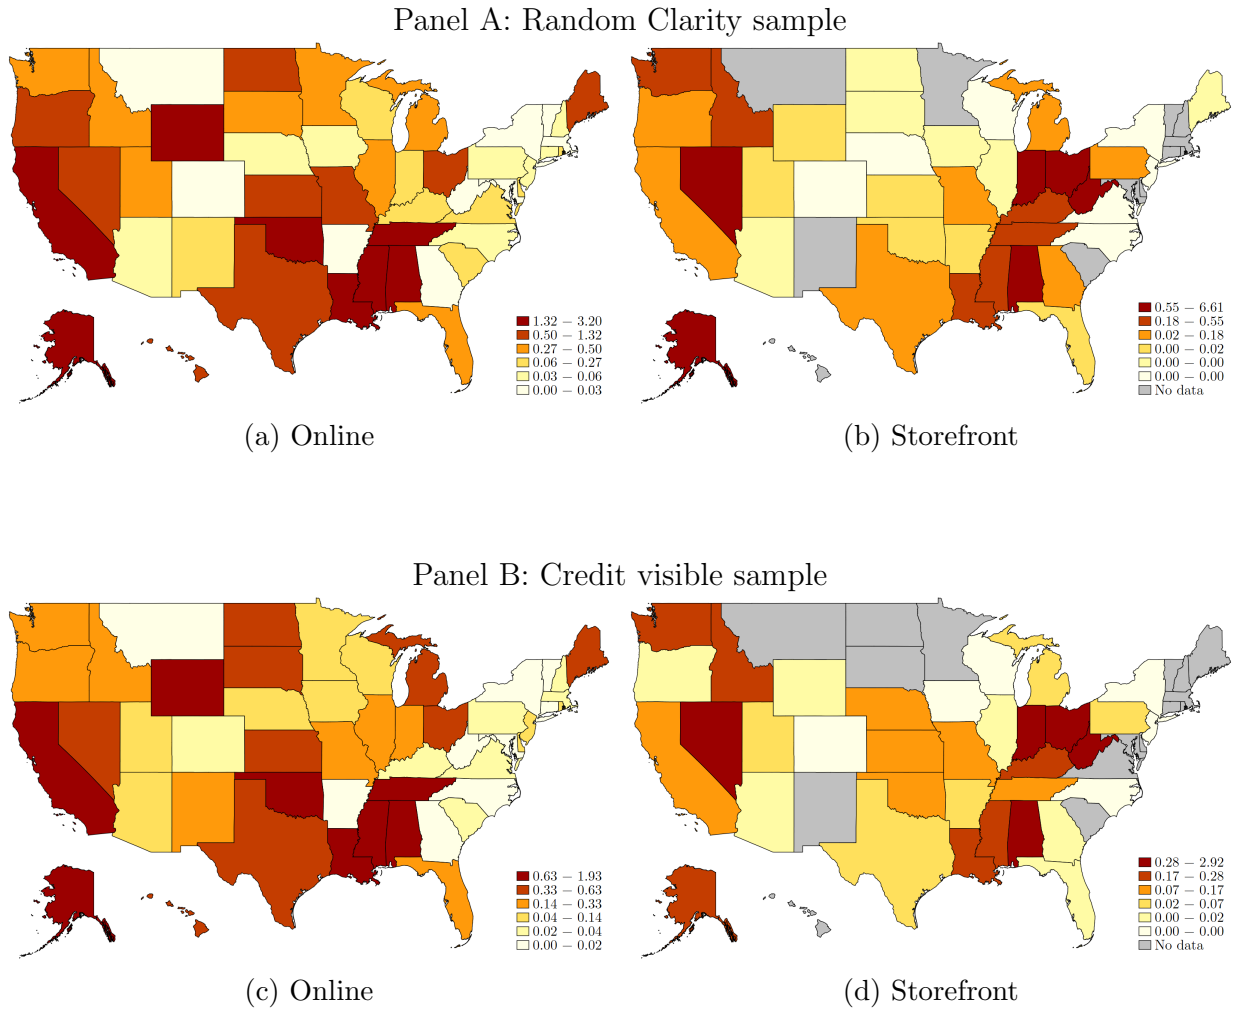 Panel A: Random Clarity sample
1.32 − 3.20
0.50 − 1.32
0.27 − 0.50
0.06 − 0.27
0.03 − 0.06
0.00 − 0.03
(a) Online
0.55 − 6.61
0.18 − 0.55
0.02 − 0.18
0.00 − 0.02
0.00 − 0.00
0.00 − 0.00
No data
(b) Storefront
Panel B: Credit visible sample
0.63 − 1.93
0.33 − 0.63
0.14 − 0.33
0.04 − 0.14
0.02 − 0.04
0.00 − 0.02
(c) Online
0.28 − 2.92
0.17 − 0.28
0.07 − 0.17
0.02 − 0.07
0.00 − 0.02
0.00 − 0.00
No data
(d) Storefront